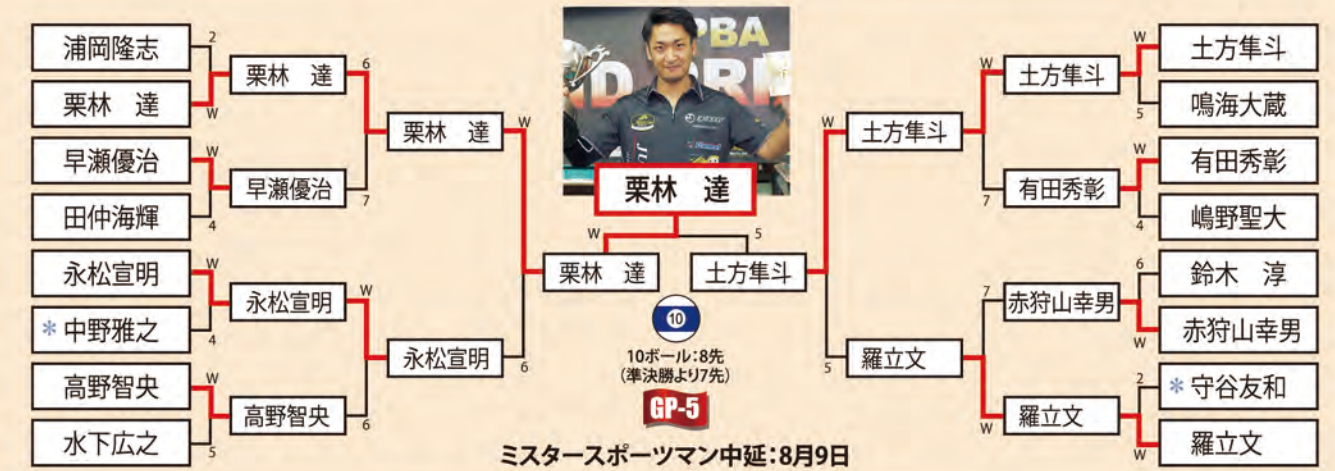 浦岡隆志
2
栗林　達
W
早瀬優治
W
田仲海輝
4
永松宣明
W
＊中野雅之
4
高野智央
W
水下広之
5
栗林　達
6
早瀬優治
7
永松宣明
W
高野智央
6
栗林　達
W
永松宣明
6
PBA
ND PRI
栗林　達
W
5
栗林　達
土方隼斗
10
10ボール：8先
（準決勝より7先）
GP-5
ミスタースポーツマン中延：8月9日
W
土方隼斗
5
羅立文
W
土方隼斗
7
有田秀彰
7
赤狩山幸男
W
羅立文
W
土方隼斗
5
鳴海大蔵
W
有田秀彰
4
嶋野聖大
6
鈴木　淳
W
赤狩山幸男
2
＊守谷友和
W
羅立文